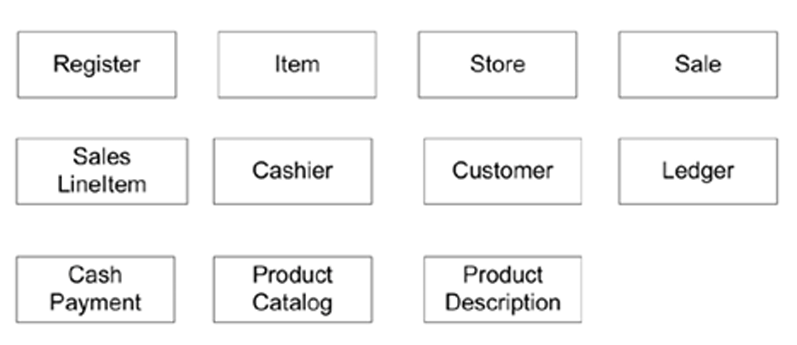 Register
Item
Store
Sale
Sales
LineItem
Cashier
Customer
Ledger
Cash
Payment
Product
Catalog
Product
Description